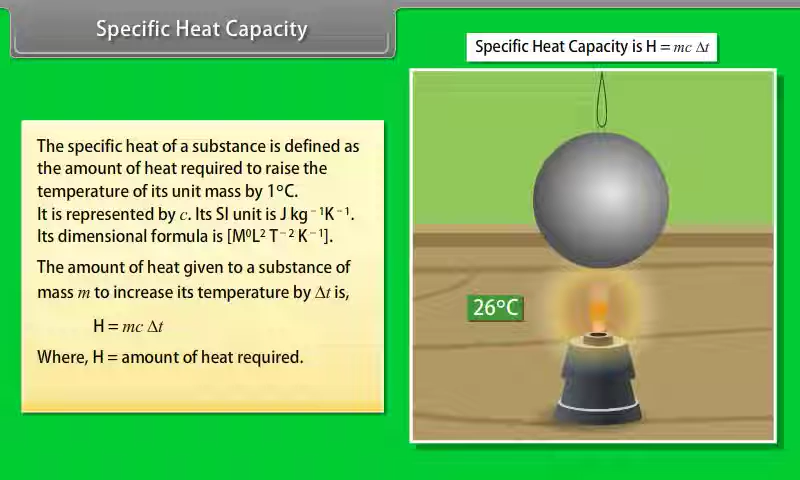 Specific Heat Capacity
Specific Heat Capacity is H = mc Δt
The specific heat of a substance is defined as
the amount of heat required to raise the
temperature of its unit mass by 1°C.
It is represented by c. Its SI unit is J kg⁻¹K⁻¹.
Its dimensional formula is [M⁰L² T⁻² K⁻¹].
The amount of heat given to a substance of
mass m to increase its temperature by Δt is,
H = mc Δt
Where, H = amount of heat required.
26°C